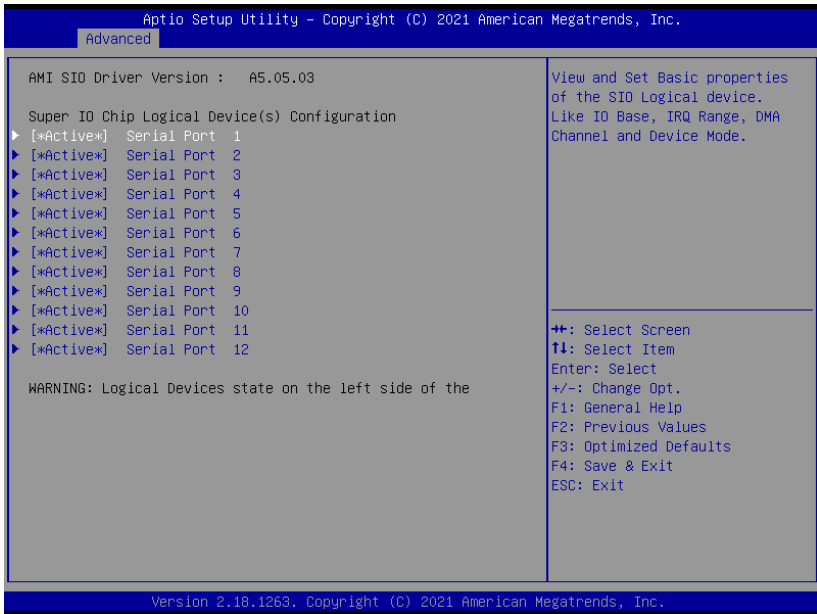 Aptio Setup Utility – Copyright (C) 2021 American Megatrends, Inc.
Advanced
AMI SIO Driver Version : A5.05.03
Super IO Chip Logical Device(s) Configuration
[*Active*] Serial Port 1
[*Active*] Serial Port 2
[*Active*] Serial Port 3
[*Active*] Serial Port 4
[*Active*] Serial Port 5
[*Active*] Serial Port 6
[*Active*] Serial Port 7
[*Active*] Serial Port 8
[*Active*] Serial Port 9
[*Active*] Serial Port 10
[*Active*] Serial Port 11
[*Active*] Serial Port 12
WARNING: Logical Devices state on the left side of the
View and Set Basic properties
of the SIO Logical device.
Like IO Base, IRQ Range, DMA
Channel and Device Mode.
→←: Select Screen
↑↓: Select Item
Enter: Select
+/-: Change Opt.
F1: General Help
F2: Previous Values
F3: Optimized Defaults
F4: Save & Exit
ESC: Exit
Version 2.18.1263. Copyright (C) 2021 American Megatrends, Inc.